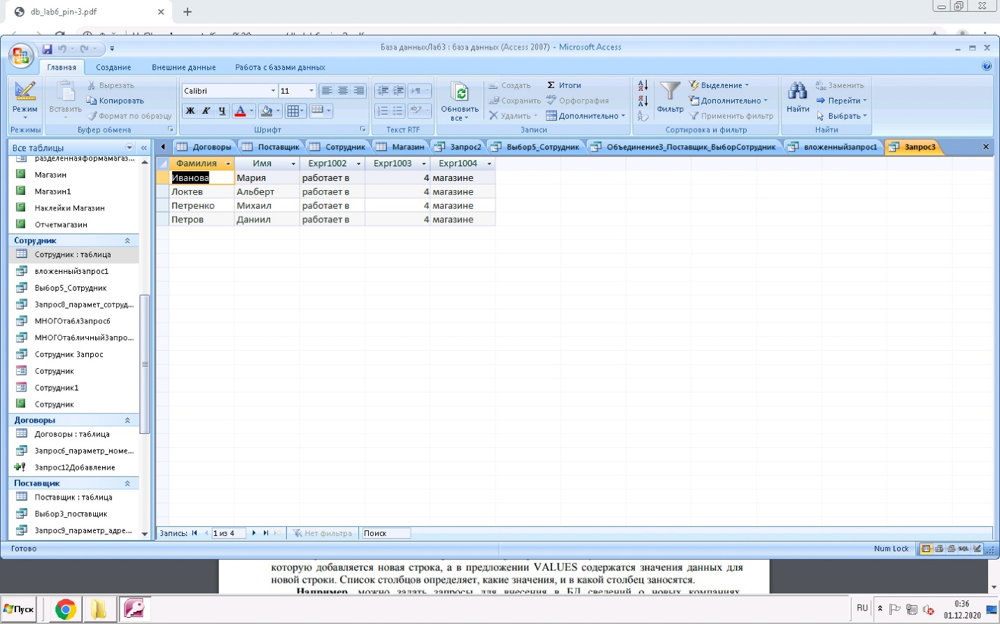 db_lab6_pin-3.pdf
База данныхЛаб3 : база данных (Access 2007) - Microsoft Access
Главная Создание Внешние данные Работа с базами данных
Режим
Режимы
Вставить
Вырезать
Копировать
Формат по образцу
Буфер обмена
Calibri 11
Ж К Ч
Шрифт
Текст RTF
Обновить все
Создать
Сохранить
Удалить
Итоги
Орфография
Дополнительно
Записи
Фильтр
Выделение
Дополнительно
Применить фильтр
Сортировка и фильтр
Найти
Заменить
Перейти
Выбрать
Найти
Все таблицы
разделеннаяформамагаз...
Магазин
Магазин1
Наклейки Магазин
Отчетмагазин
Сотрудник
Сотрудник : таблица
вложенныйзапрос1
Выбор5_Сотрудник
Запрос8_парамет_сотруд...
МНОГОтаблЗапрос6
МНОГОтабличныйЗапро...
Сотрудник Запрос
Сотрудник
Сотрудник1
Сотрудник
Договоры
Договоры : таблица
Запрос6_параметр_номе...
Запрос12Добавление
Поставщик
Поставщик : таблица
Выбор3_поставщик
Запрос9_параметр_адре...
Договоры Поставщик Сотрудник Магазин Запрос2 Выбор5_Сотрудник Объединение3_Поставщик_ВыборСотрудник вложенныйзапрос1 Запрос3
Фамилия Имя Expr1002 Expr1003 Expr1004
Иванова Мария работает в 4 магазине
Локтев Альберт работает в 4 магазине
Петренко Михаил работает в 4 магазине
Петров Даниил работает в 4 магазине
Запись: 1 из 4 Нет фильтра Поиск
Готово Num Lock SQL
которую добавляется новая строка, а в предложении VALUES содержатся значения данных для
новой строки. Список столбцов определяет, какие значения, и в какой столбец заносятся.
Например, можно задать запросы для внесения в БД сведений о новых компаниях,
Пуск RU 0:36
01.12.2020